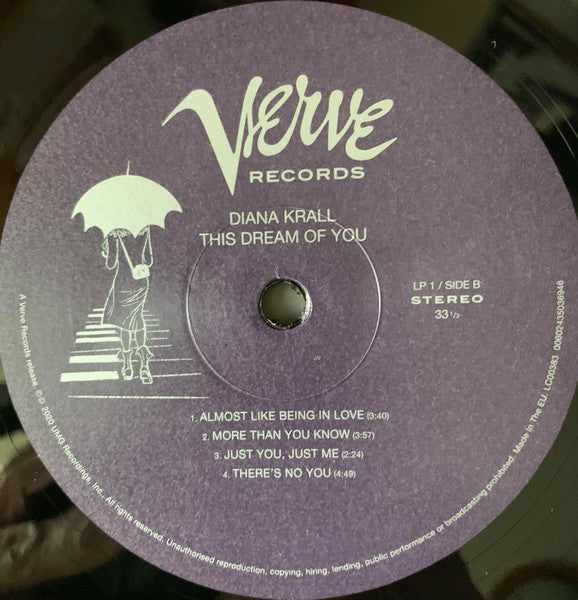 Verve
RECORDS
DIANA KRALL
THIS DREAM OF YOU
LP 1 / SIDE B
STEREO
33 1/3
1. ALMOST LIKE BEING IN LOVE (3:40)
2. MORE THAN YOU KNOW (3:57)
3. JUST YOU, JUST ME (2:24)
4. THERE'S NO YOU (4:49)
A Verve Records release. ℗ © 2020 UMG Recordings, Inc., All rights reserved. Unauthorised reproduction, copying, hiring, lending, public performance or broadcasting prohibited. Made in The EU. LC00383 00602435036946